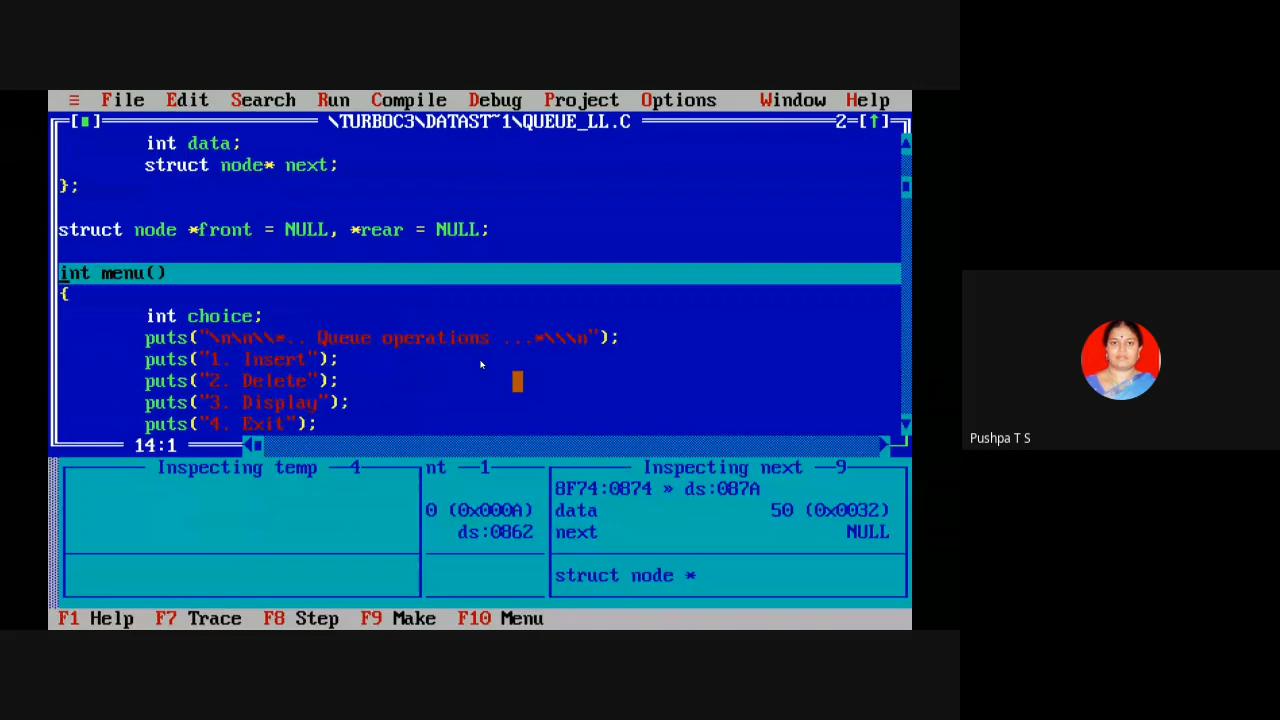 ≡ File Edit Search Run Compile Debug Project Options Window Help
[■] \TURBOC3\DATAST~1\QUEUE_LL.C 2=[↑]
int data;
struct node* next;
};
struct node *front = NULL, *rear = NULL;
int menu()
{
int choice;
puts("\n\n\\*.. Queue operations ...*\\\n");
puts("1. Insert");
puts("2. Delete");
puts("3. Display");
puts("4. Exit");
14:1
Inspecting temp 4
nt 1
0 (0x000A)
ds:0862
Inspecting next 9
8F74:0874 » ds:087A
data 50 (0x0032)
next NULL
struct node *
F1 Help F7 Trace F8 Step F9 Make F10 Menu
Pushpa T S